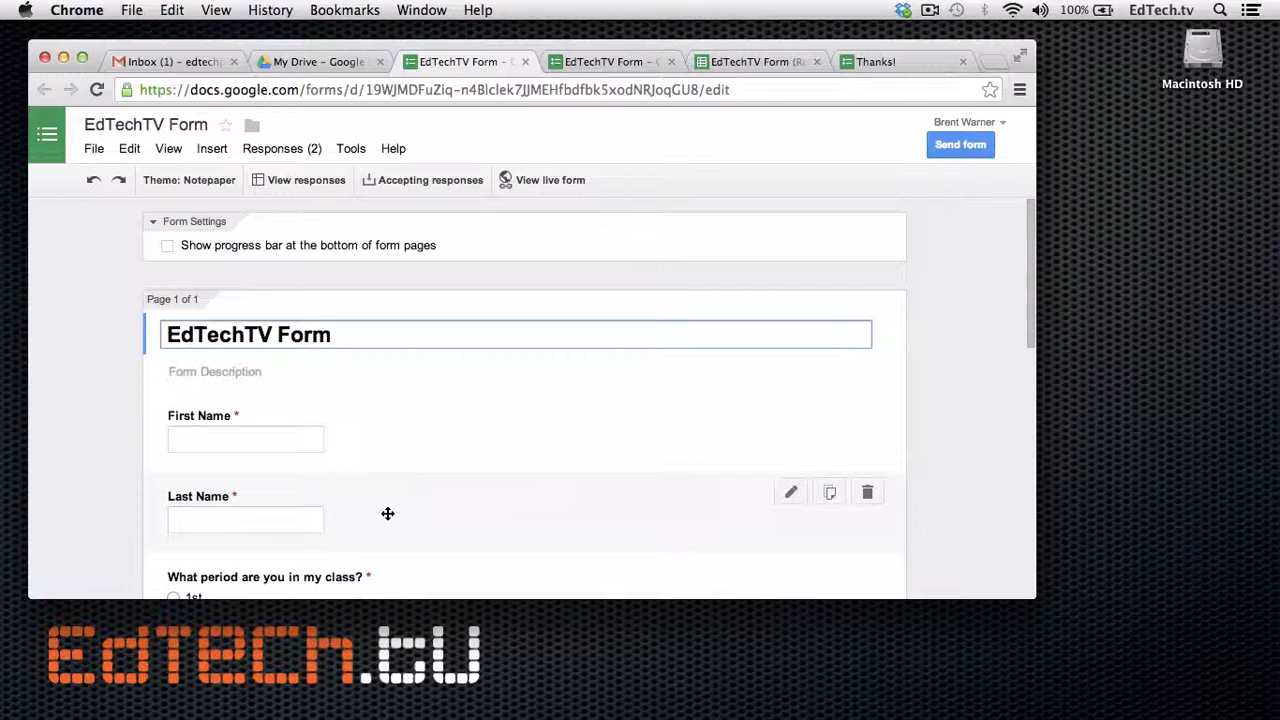 Chrome File Edit View History Bookmarks Window Help 100% EdTech.tv
Macintosh HD
Inbox (1) – edtech
My Drive – Google
EdTechTV Form –
EdTechTV Form –
EdTechTV Form (Re
Thanks!
https://docs.google.com/forms/d/19WJMDFuZiq-n4Blclek7JJMEHfbdfbk5xodNRJoqGU8/edit
EdTechTV Form
Brent Warner
File Edit View Insert Responses (2) Tools Help
Send form
Theme: Notepaper View responses Accepting responses View live form
Form Settings
Show progress bar at the bottom of form pages
Page 1 of 1
EdTechTV Form
Form Description
First Name *
Last Name *
What period are you in my class? *
1st
EdTech.tv